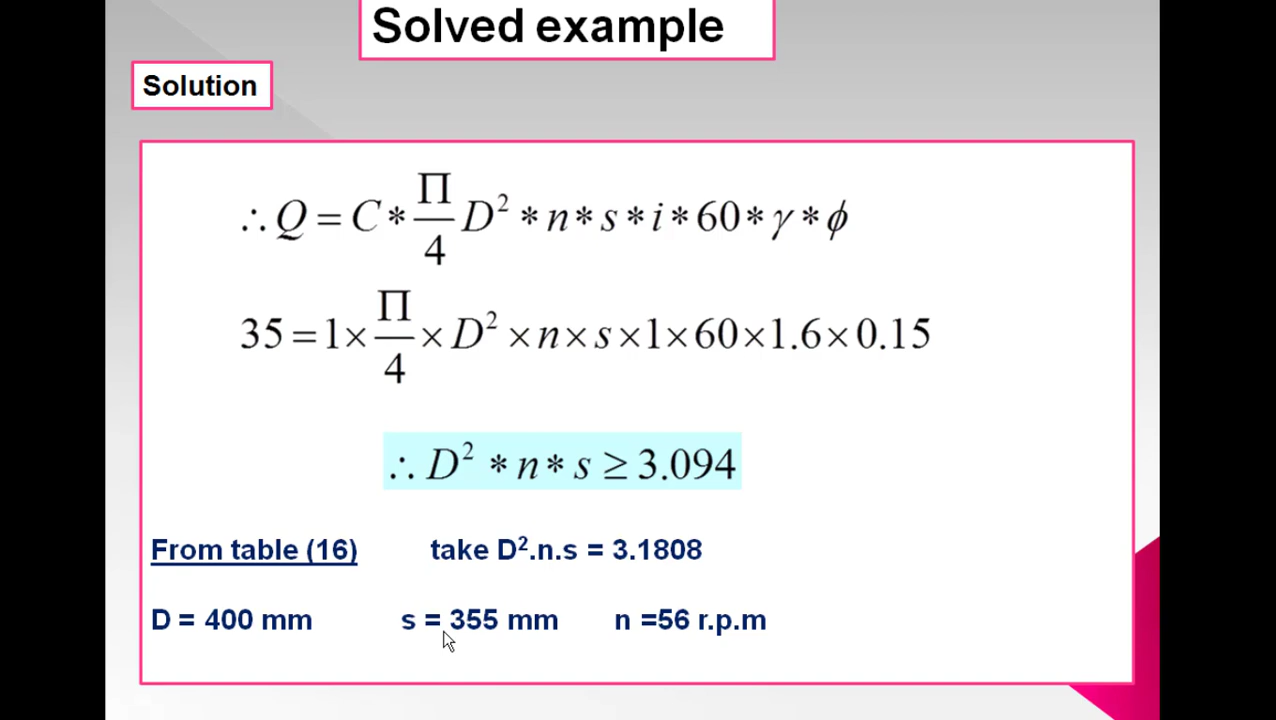 Solved example
Solution
∴ Q = C * Π/4 D² * n * s * i * 60 * γ * ϕ
35 = 1 × Π/4 × D² × n × s × 1 × 60 × 1.6 × 0.15
∴ D² * n * s ≥ 3.094
From table (16) take D².n.s = 3.1808
D = 400 mm s = 355 mm n =56 r.p.m